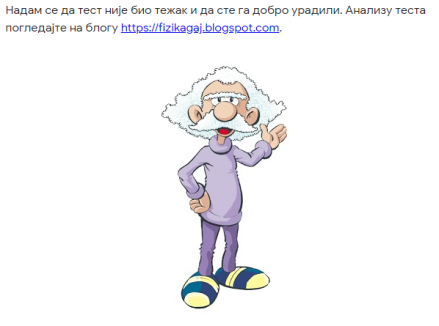 Надам се да тест није био тежак и да сте га добро урадили. Анализу теста
погледајте на блогу https://fizikagaj.blogspot.com.